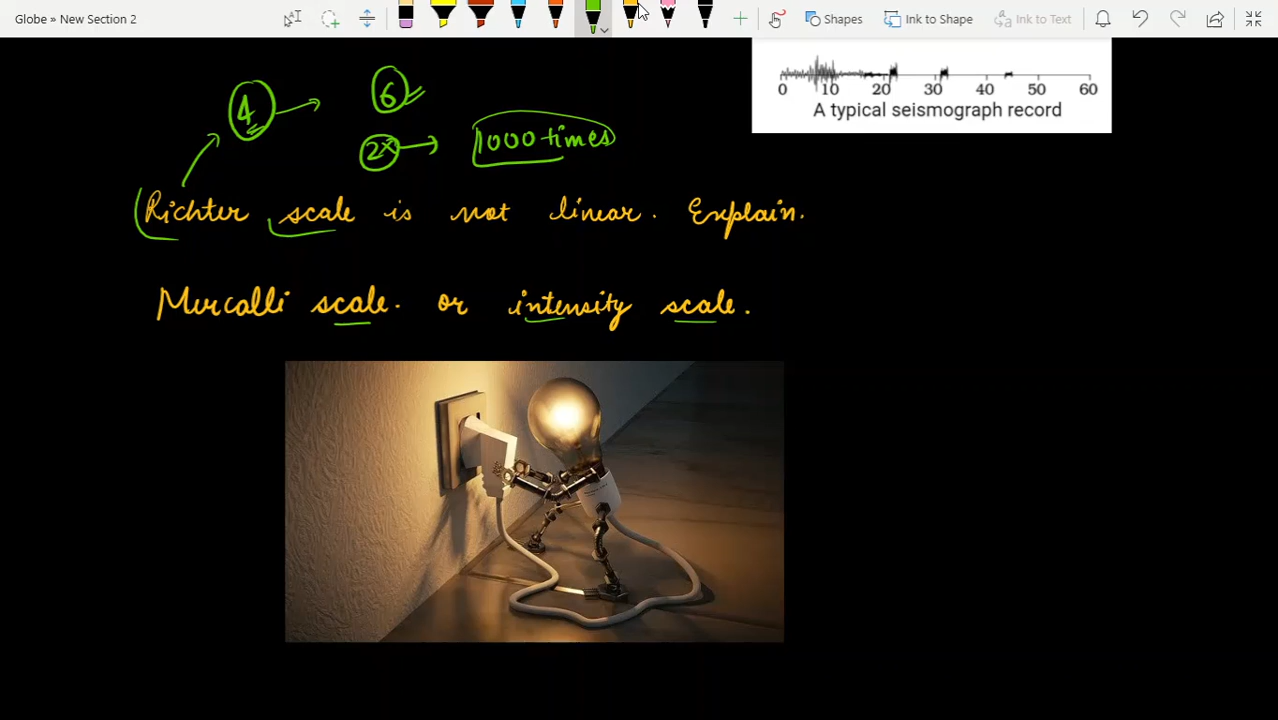 Globe » New Section 2
Shapes
Ink to Shape
Ink to Text
4 → 6
2x → 1000 times
0 10 20 30 40 50 60
A typical seismograph record
Richter scale is not linear. Explain.
Mercalli scale. or intensity scale.